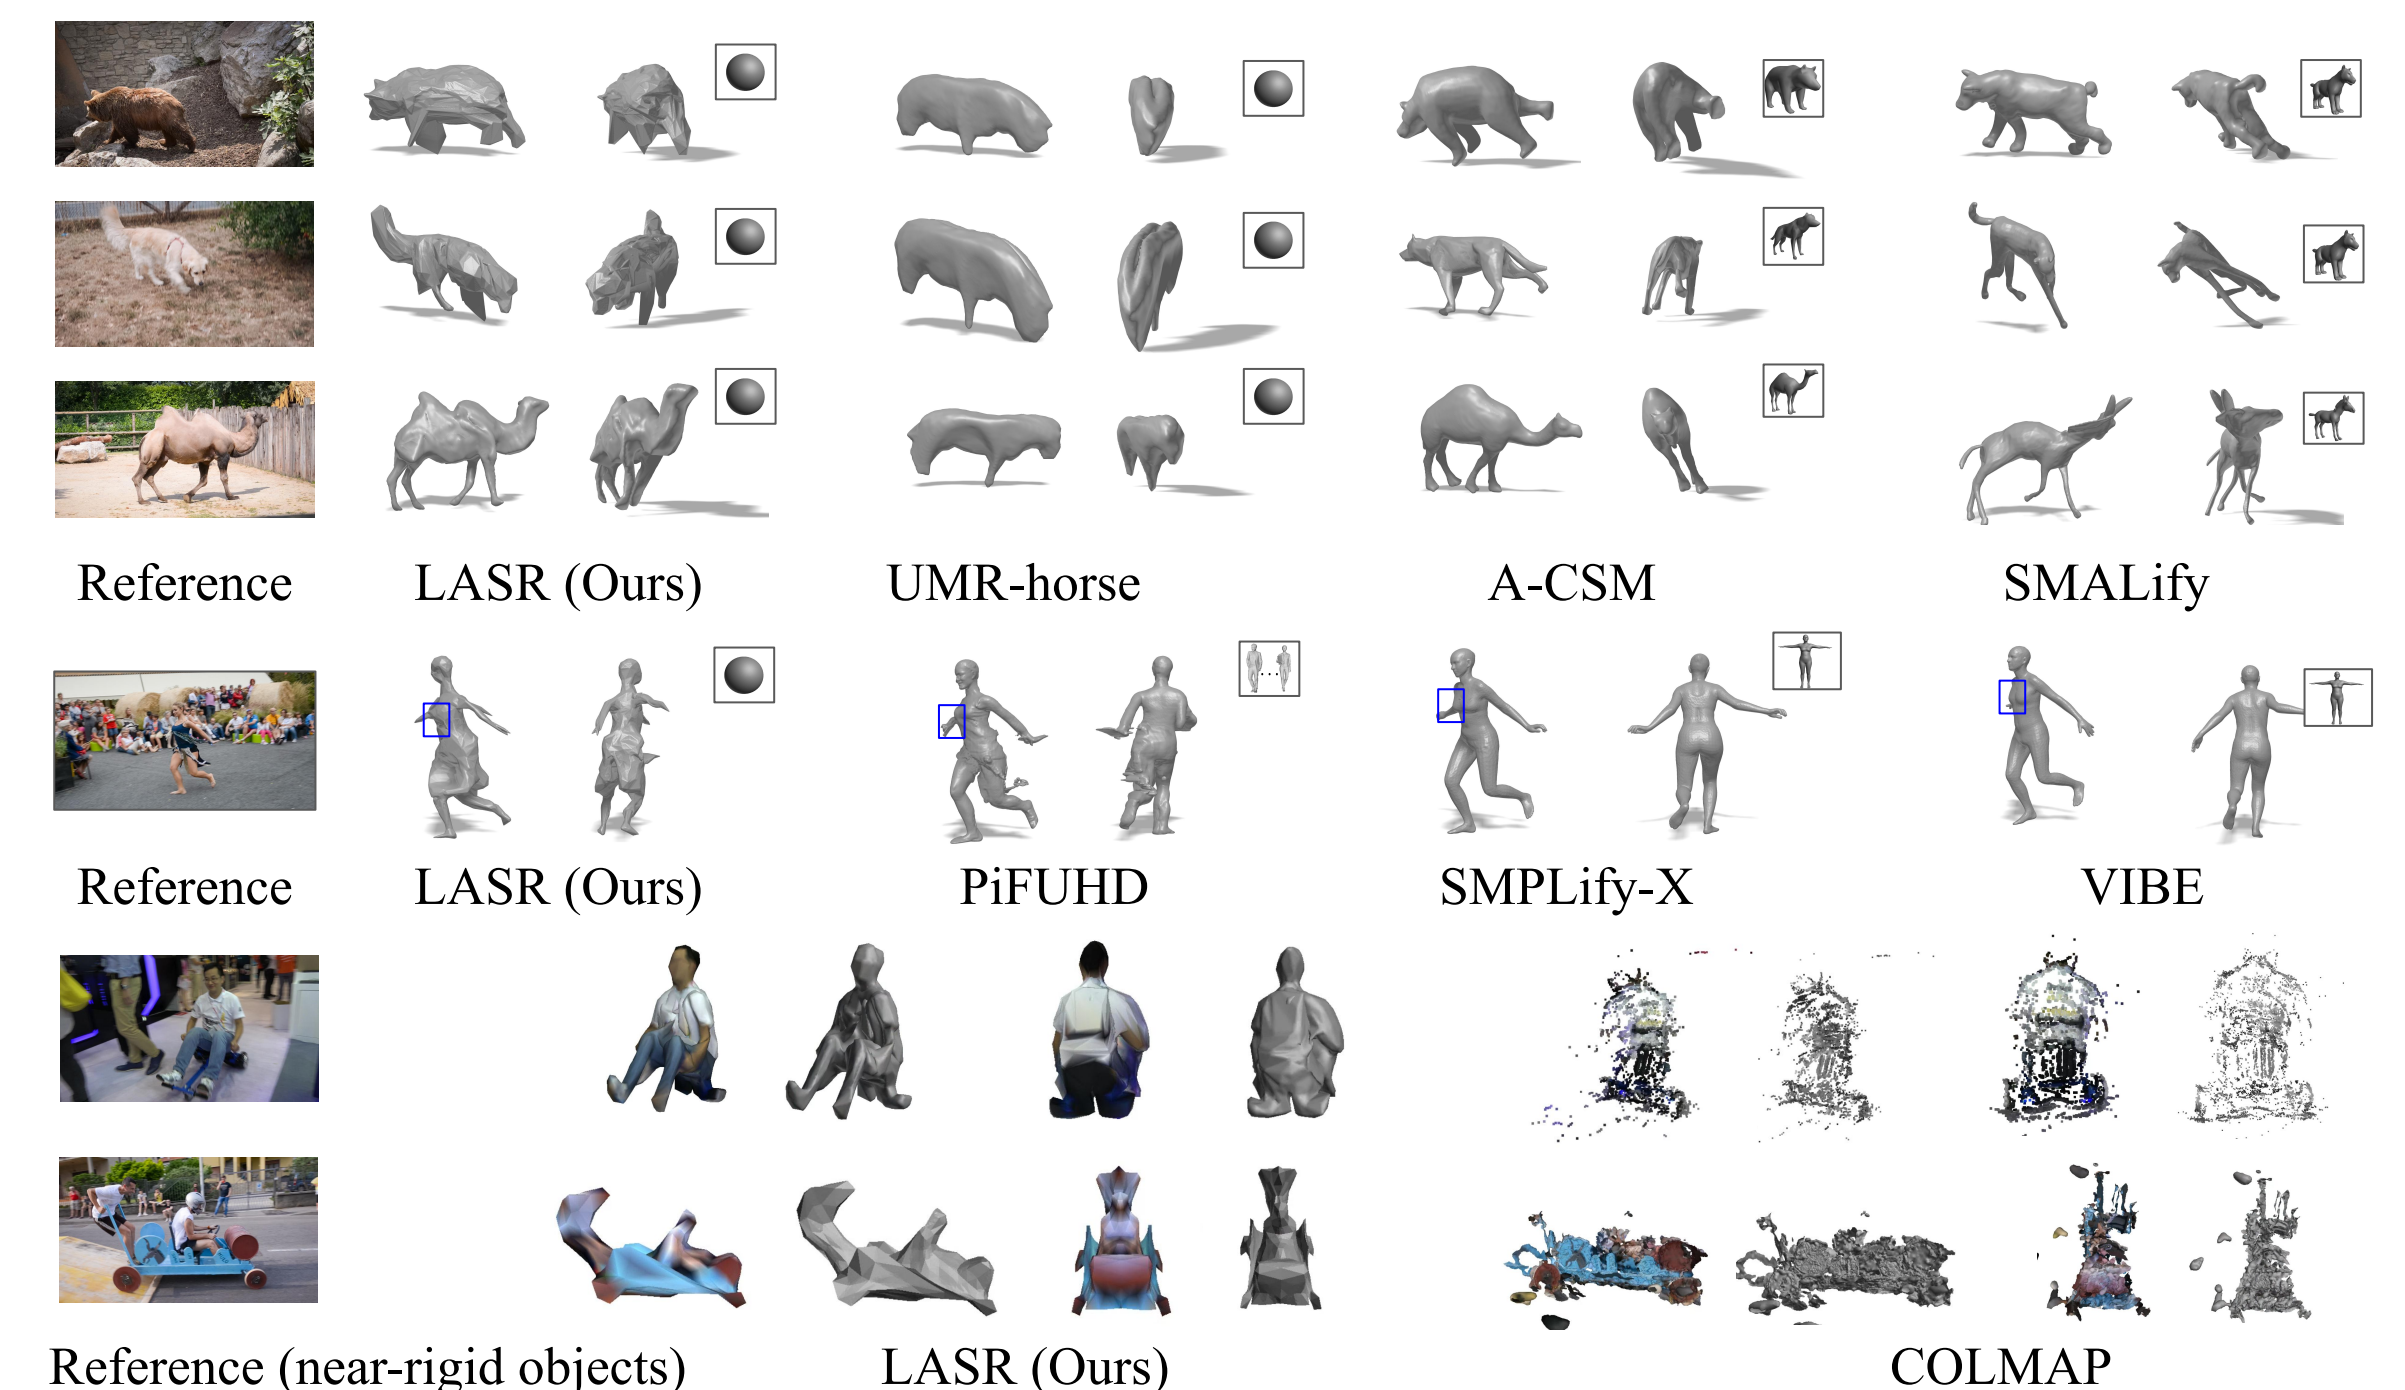 Reference LASR (Ours) UMR-horse A-CSM SMALify
Reference LASR (Ours) PiFUHD SMPLify-X VIBE
Reference (near-rigid objects) LASR (Ours) COLMAP